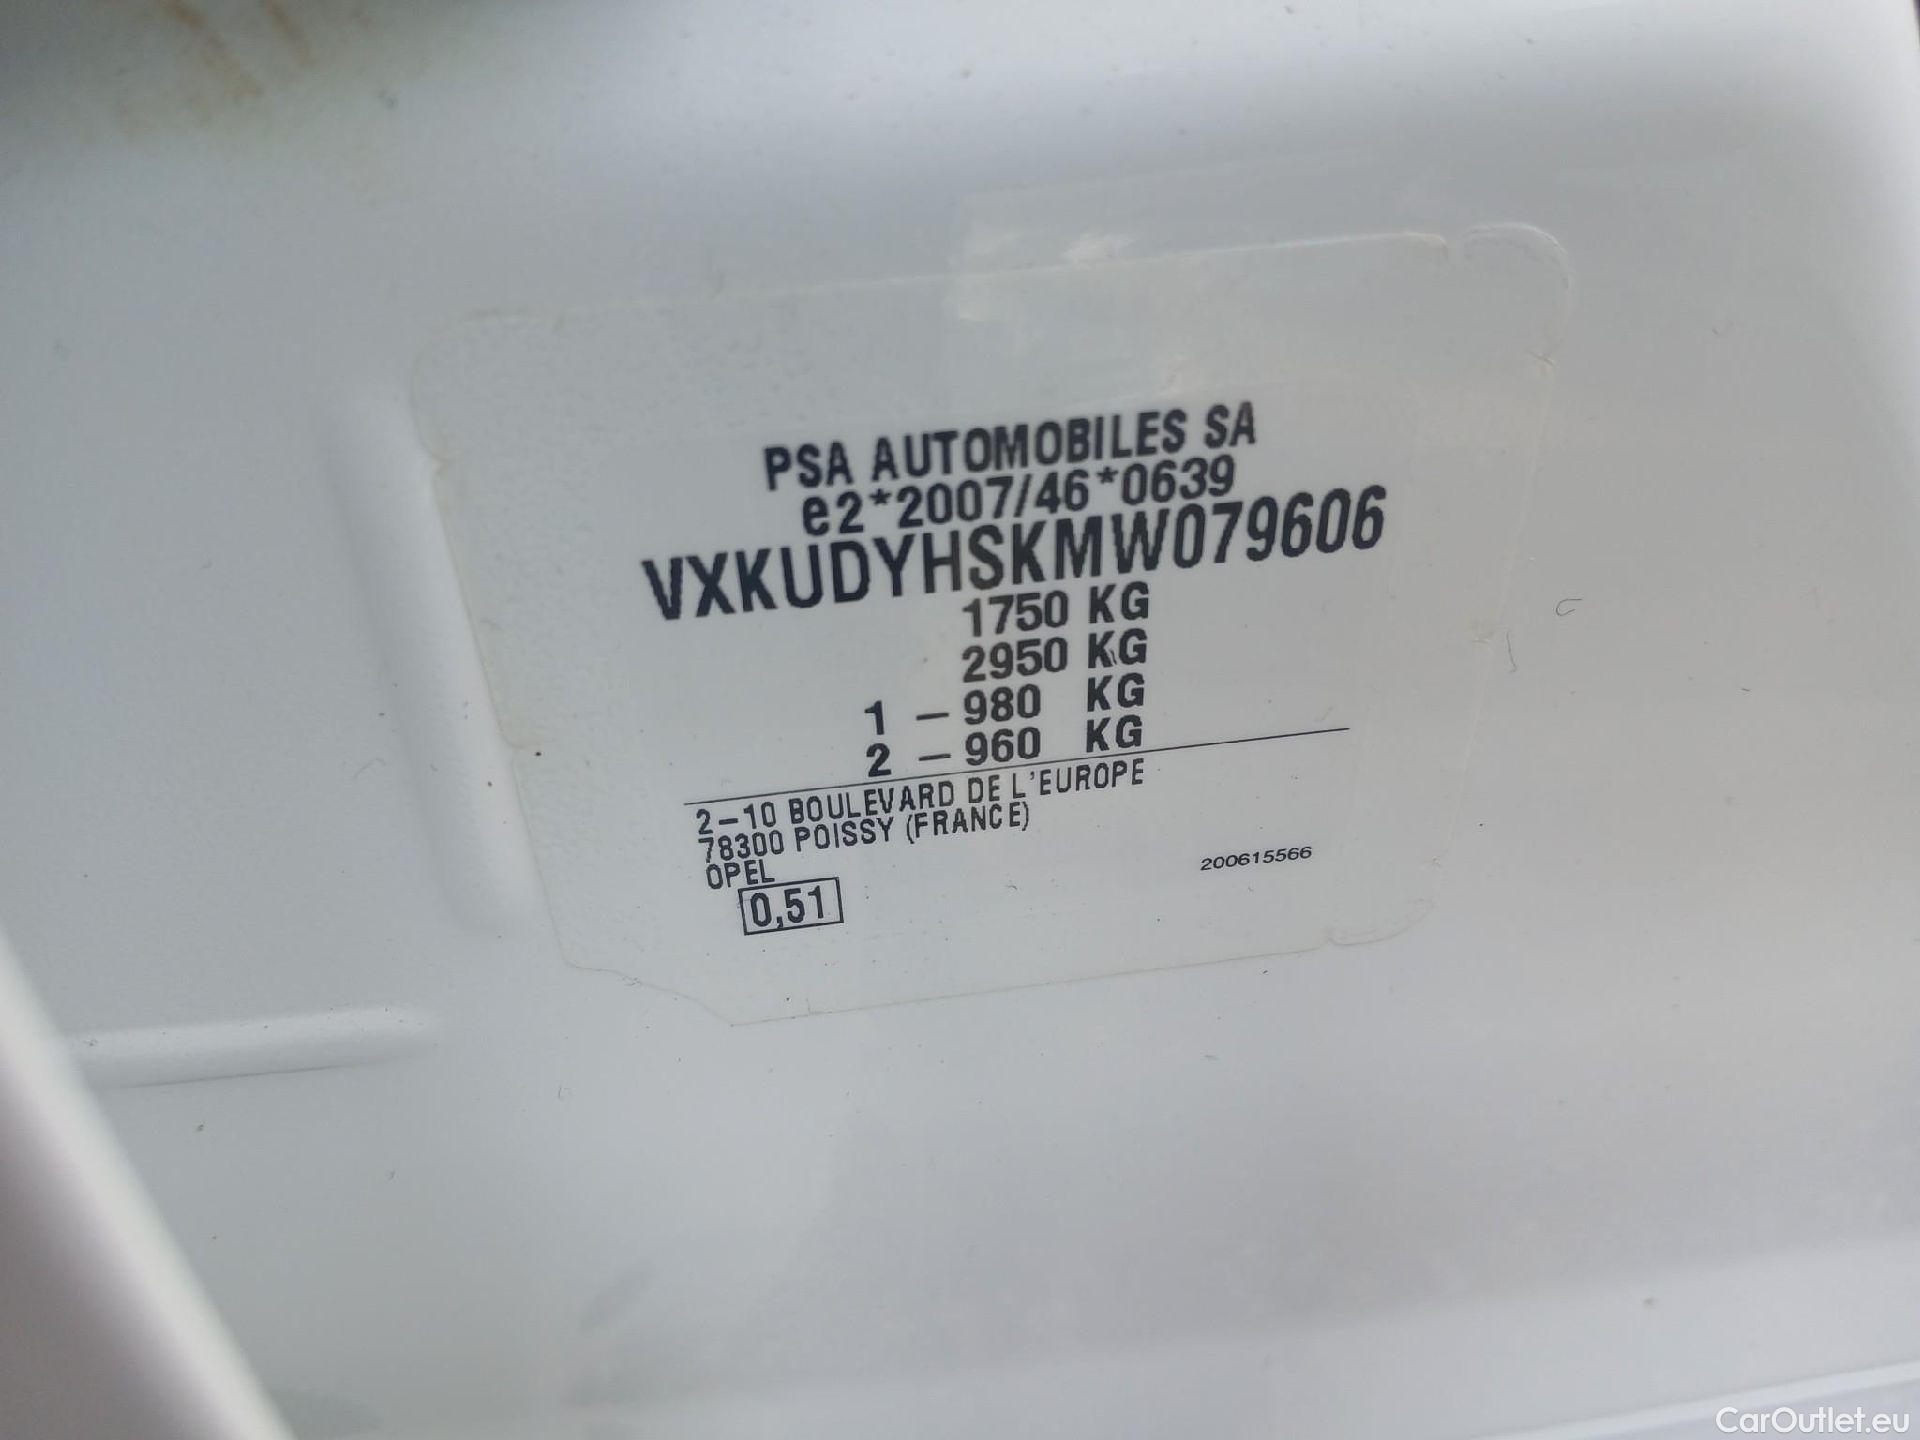 PSA AUTOMOBILES SA
e2*2007/46*0639
VXKUDYHSKMW079606
1750 KG
2950 KG
1 – 980 KG
2 – 960 KG
2–10 BOULEVARD DE L'EUROPE
78300 POISSY (FRANCE)
OPEL
0,51
200615566
CarOutlet.eu